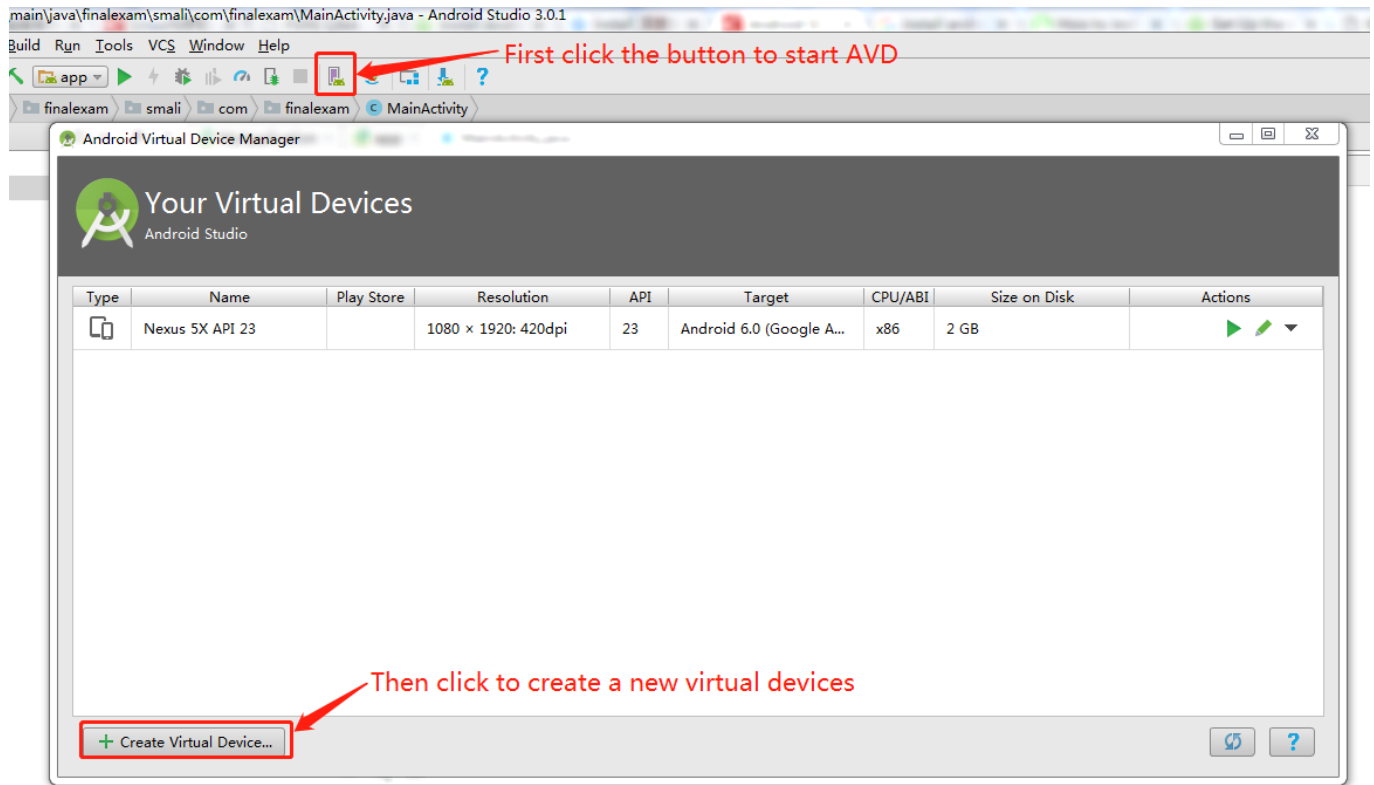 main\java\finalexam\smali\com\finalexam\MainActivity.java - Android Studio 3.0.1
Build Run Tools VCS Window Help
First click the button to start AVD
app
?
finalexam smali com finalexam C MainActivity
Android Virtual Device Manager
Your Virtual Devices
Android Studio
Type Name Play Store Resolution API Target CPU/ABI Size on Disk Actions
Nexus 5X API 23 1080 × 1920: 420dpi 23 Android 6.0 (Google A... x86 2 GB
Then click to create a new virtual devices
+ Create Virtual Device...
?